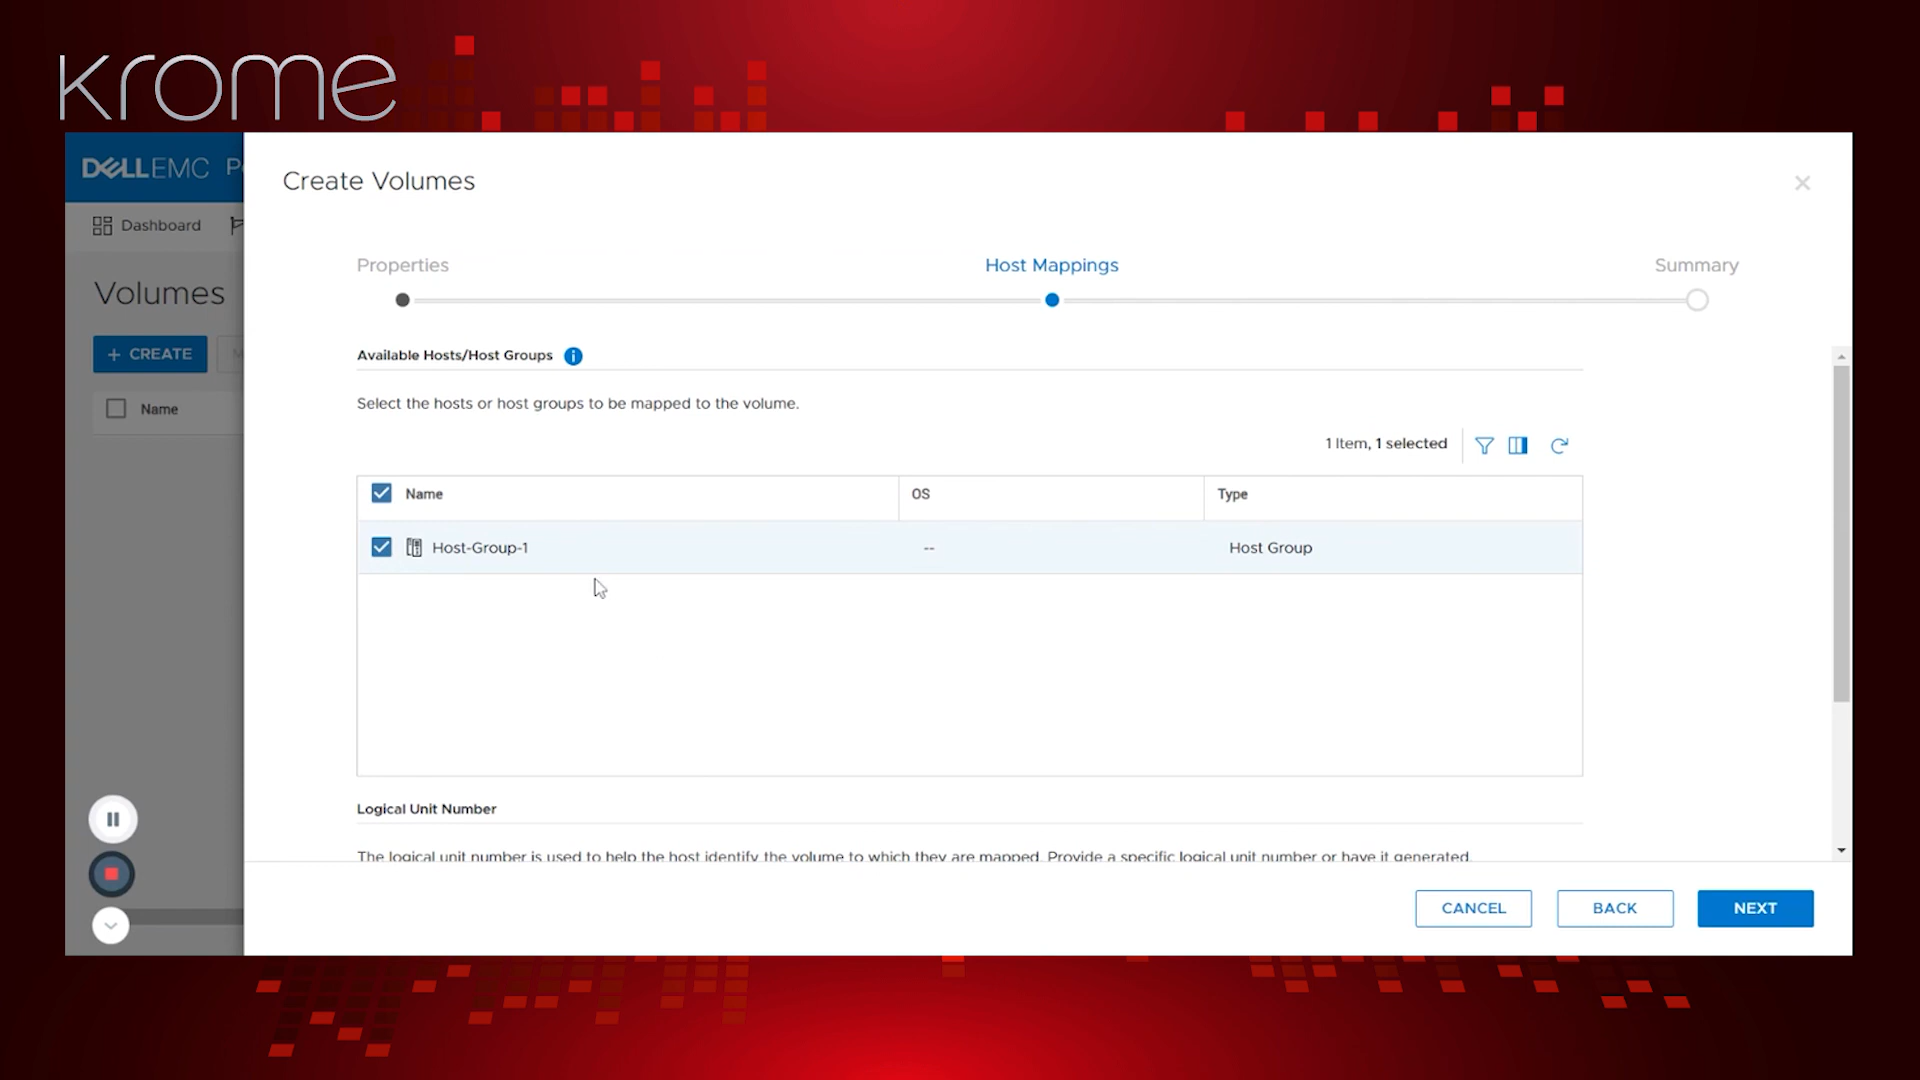 krome
DELLEMC
Create Volumes
Dashboard
Properties
Host Mappings
Summary
Volumes
+ CREATE
Available Hosts/Host Groups
Select the hosts or host groups to be mapped to the volume.
Name
1 Item, 1 selected
Name OS Type
Host-Group-1 -- Host Group
Logical Unit Number
The logical unit number is used to help the host identify the volume to which they are mapped. Provide a specific logical unit number or have it generated.
CANCEL BACK NEXT